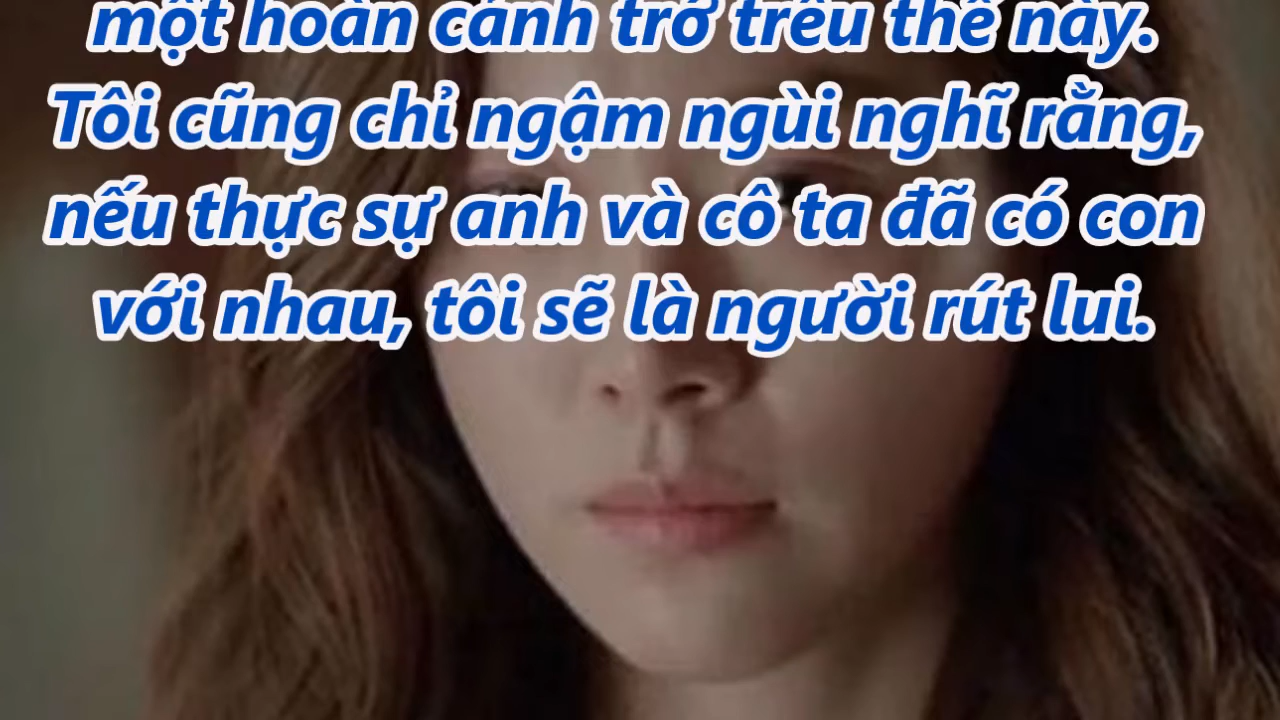 một hoàn cảnh trớ trêu thế này.
Tôi cũng chỉ ngậm ngùi nghĩ rằng,
nếu thực sự anh và cô ta đã có con
với nhau, tôi sẽ là người rút lui.